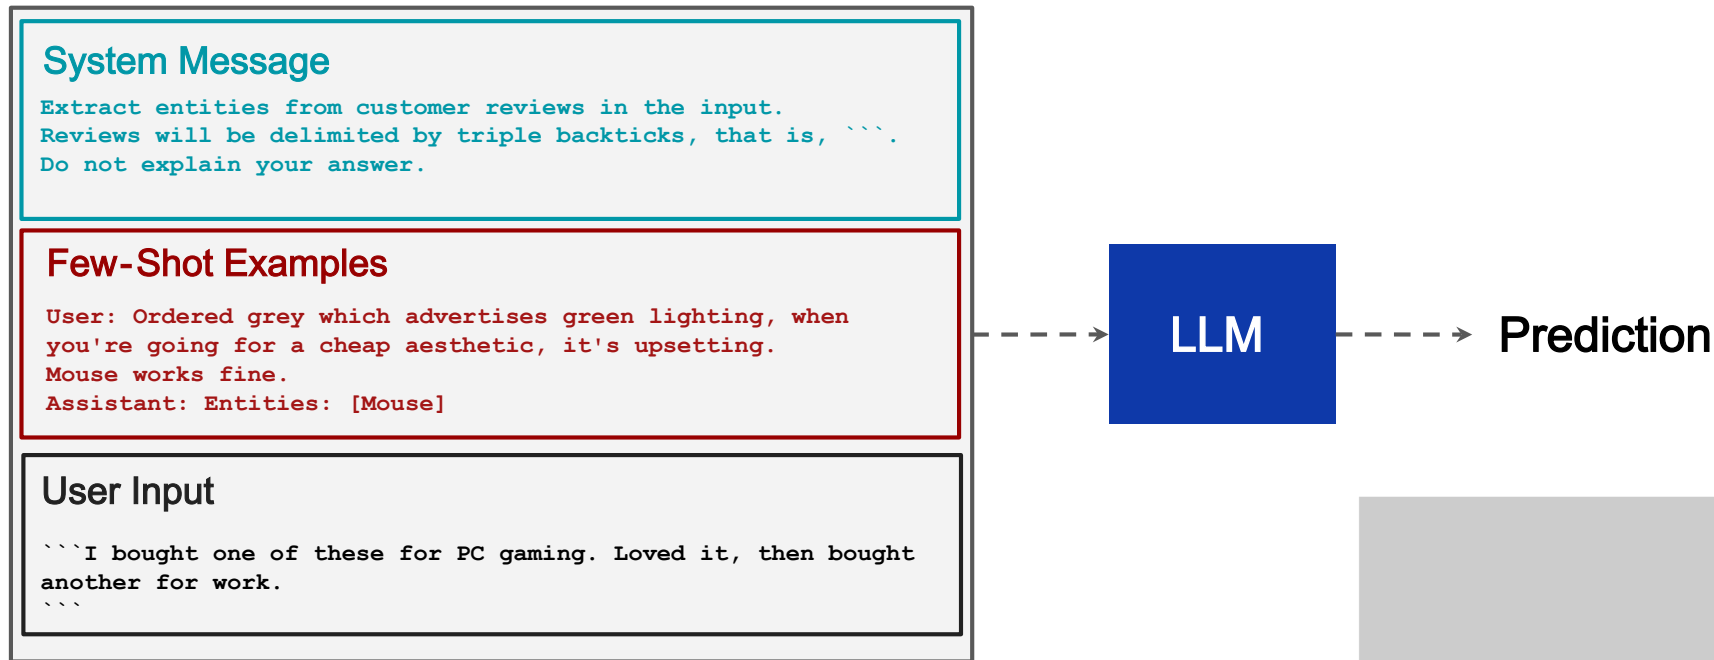 System Message
Extract entities from customer reviews in the input.
Reviews will be delimited by triple backticks, that is, ```.
Do not explain your answer.
Few-Shot Examples
User: Ordered grey which advertises green lighting, when
you're going for a cheap aesthetic, it's upsetting.
Mouse works fine.
Assistant: Entities: [Mouse]
User Input
```I bought one of these for PC gaming. Loved it, then bought
another for work.
```
LLM
Prediction